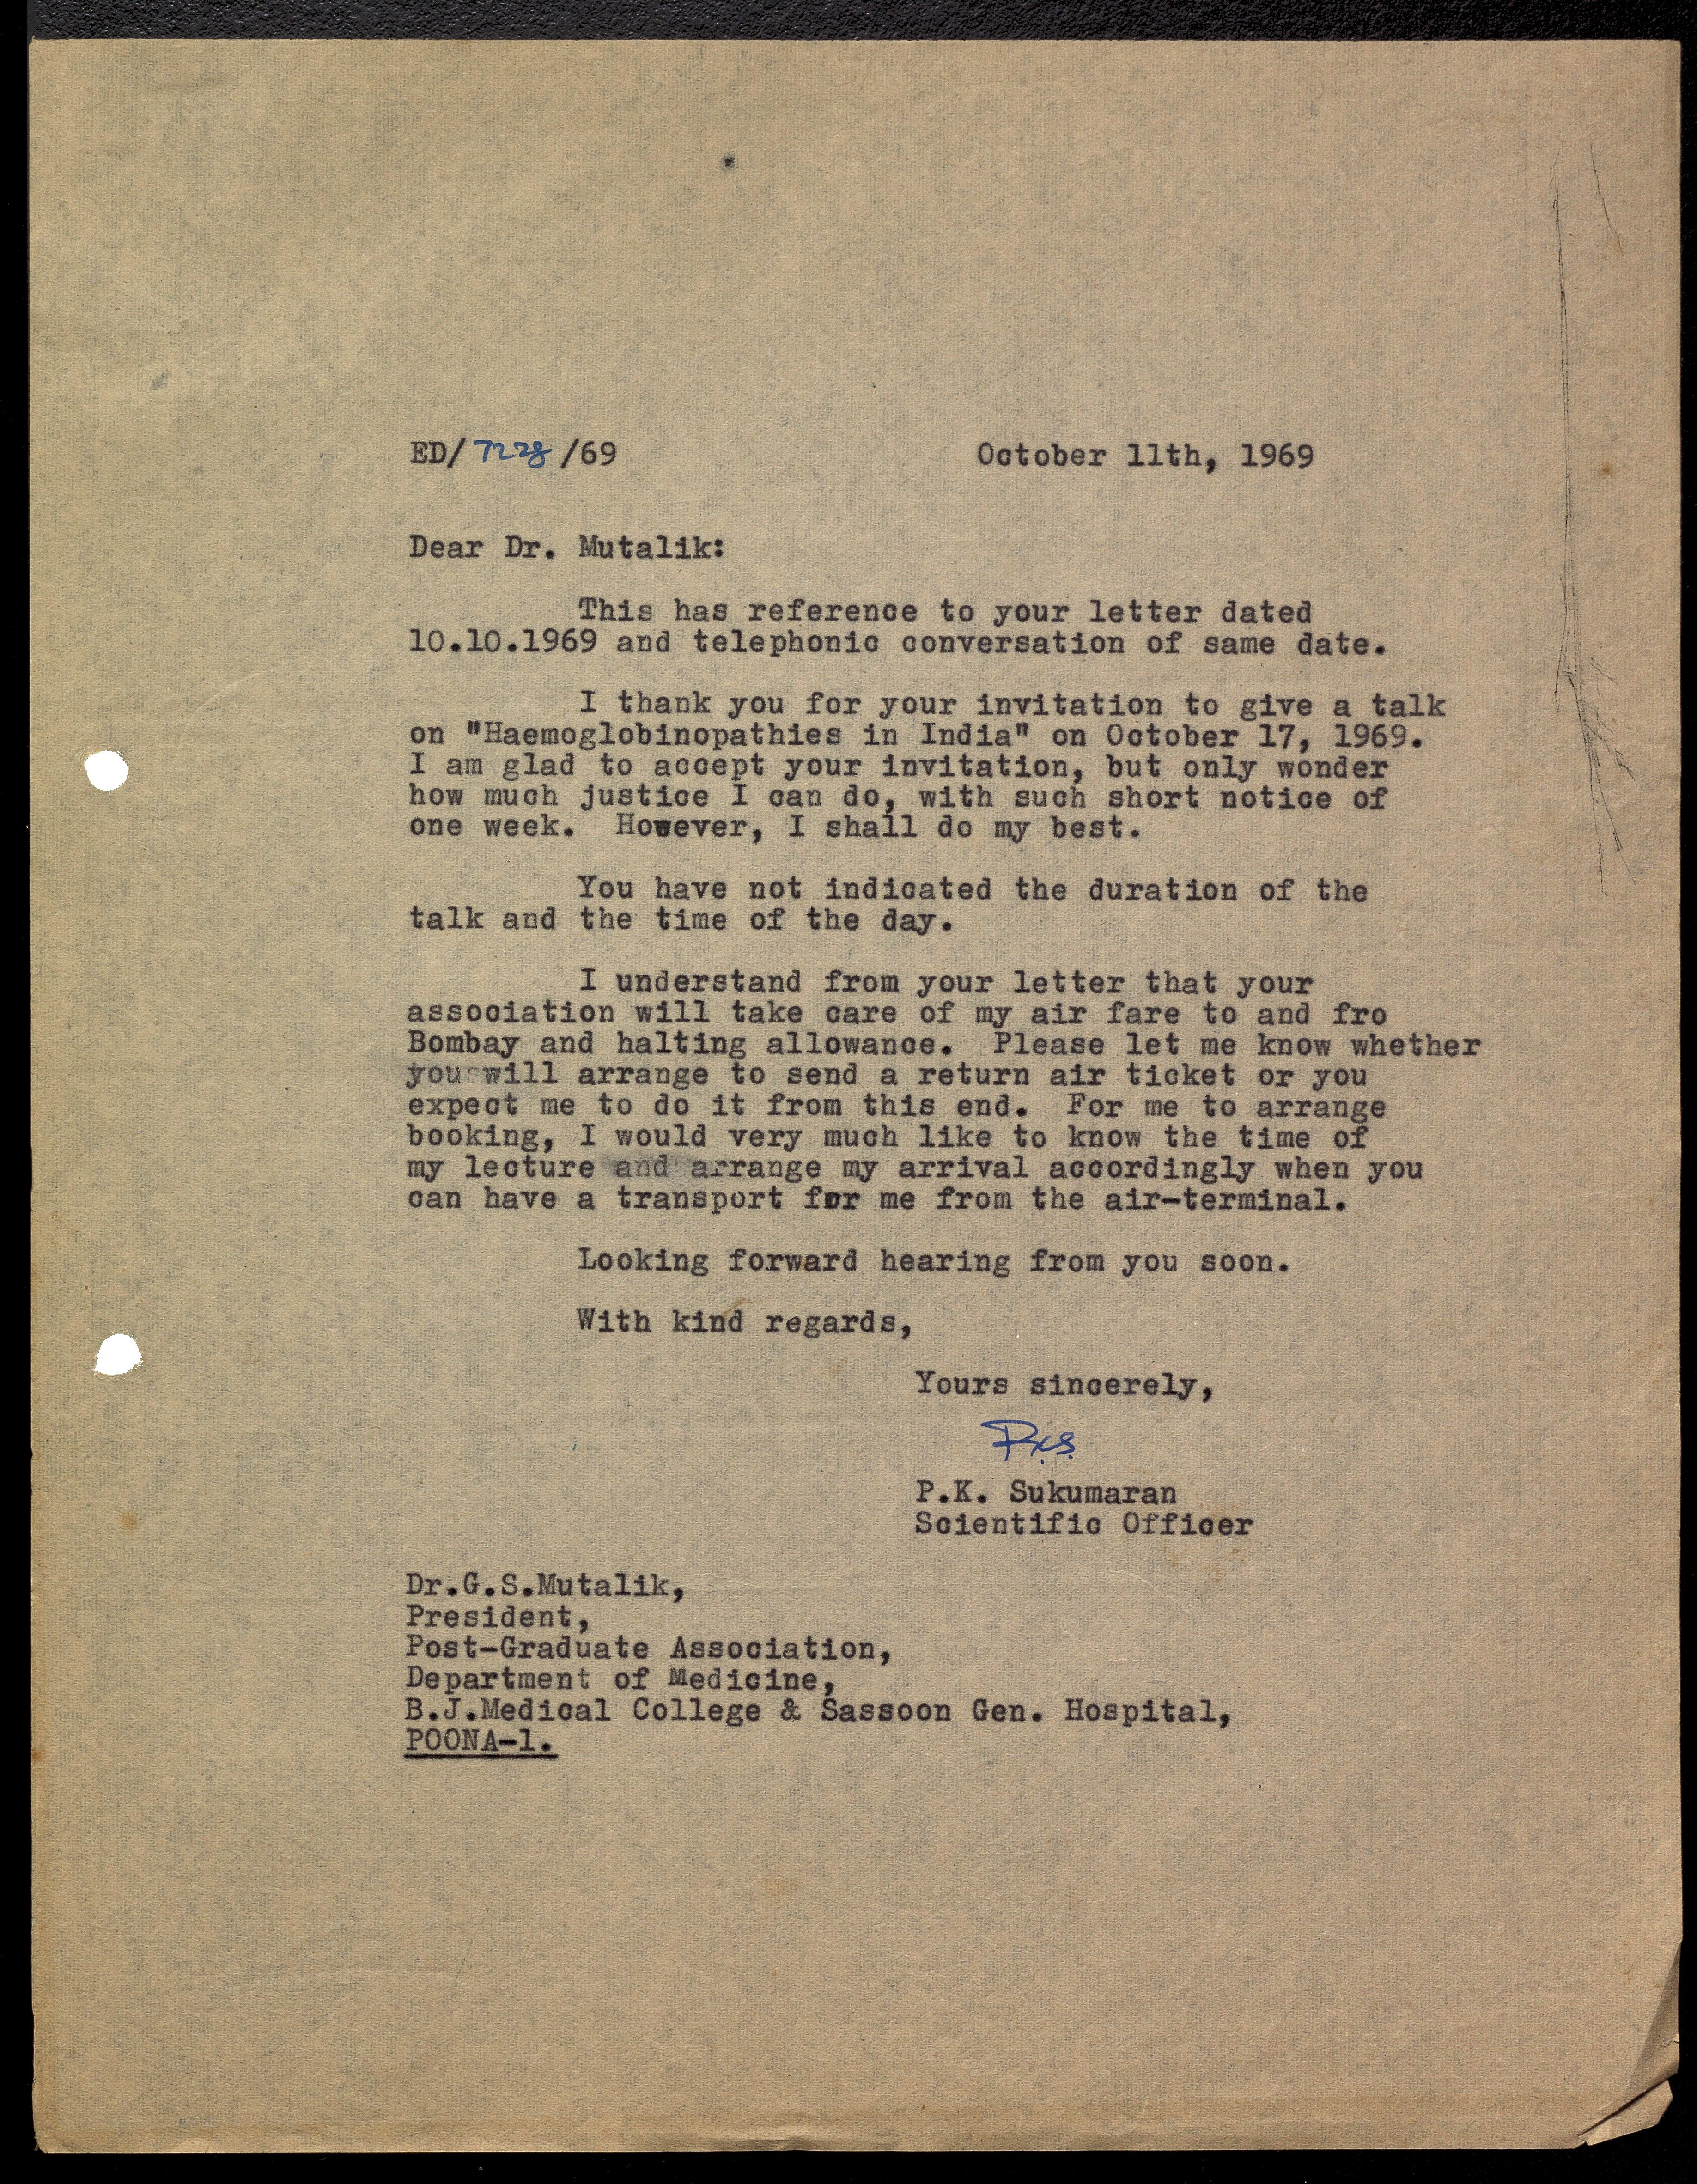 ED/7228/69 October 11th, 1969
Dear Dr. Mutalik:
This has reference to your letter dated
10.10.1969 and telephonic conversation of same date.
I thank you for your invitation to give a talk
on "Haemoglobinopathies in India" on October 17, 1969.
I am glad to accept your invitation, but only wonder
how much justice I can do, with such short notice of
one week. However, I shall do my best.
You have not indicated the duration of the
talk and the time of the day.
I understand from your letter that your
association will take care of my air fare to and fro
Bombay and halting allowance. Please let me know whether
you will arrange to send a return air ticket or you
expect me to do it from this end. For me to arrange
booking, I would very much like to know the time of
my lecture and arrange my arrival accordingly when you
can have a transport for me from the air-terminal.
Looking forward hearing from you soon.
With kind regards,
Yours sincerely,
P.K.S.
P.K. Sukumaran
Scientific Officer
Dr.G.S.Mutalik,
President,
Post-Graduate Association,
Department of Medicine,
B.J.Medical College & Sassoon Gen. Hospital,
POONA-1.